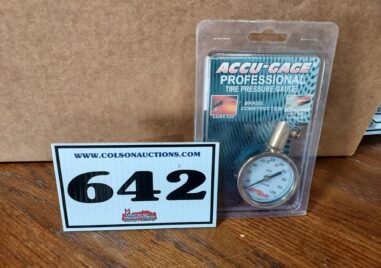 WWW.COLSONAUCTIONS.COM
642
ACCU-GAGE
PROFESSIONAL
TIRE PRESSURE GAUGE
BRASS
CONSTRUCTION